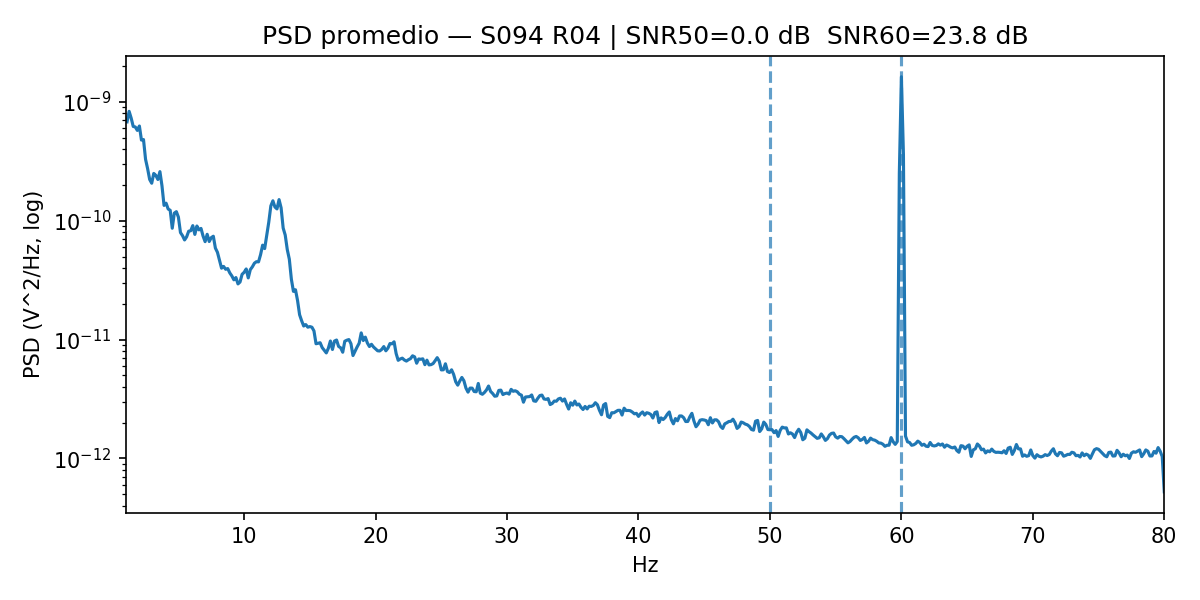 PSD promedio — S094 R04 | SNR50=0.0 dB  SNR60=23.8 dB
PSD (V^2/Hz, log)
10⁻⁹
10⁻¹⁰
10⁻¹¹
10⁻¹²
10 20 30 40 50 60 70 80
Hz